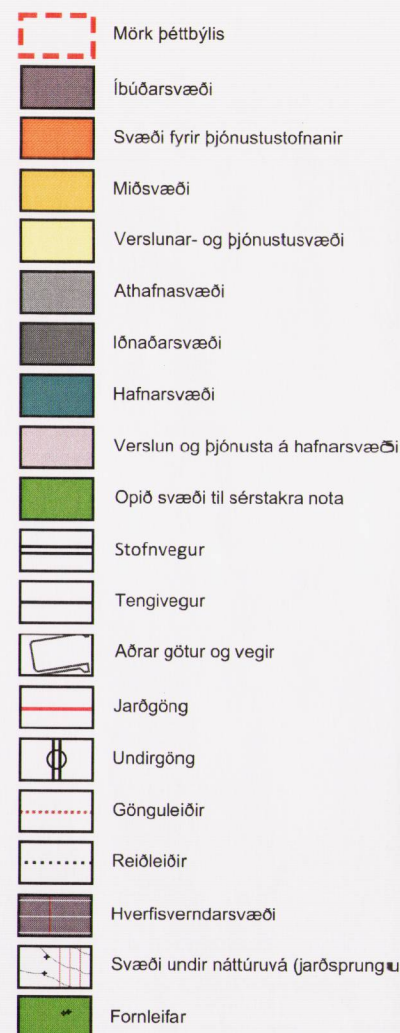 Mörk þéttbýlis
Íbúðarsvæði
Svæði fyrir þjónustustofnanir
Miðsvæði
Verslunar- og þjónustusvæði
Athafnasvæði
Iðnaðarsvæði
Hafnarsvæði
Verslun og þjónusta á hafnarsvæði
Opið svæði til sérstakra nota
Stofnvegur
Tengivegur
Aðrar götur og vegir
Jarðgöng
Undirgöng
Gönguleiðir
Reiðleiðir
Hverfisverndarsvæði
Svæði undir náttúruvá (jarðsprungu
Fornleifar